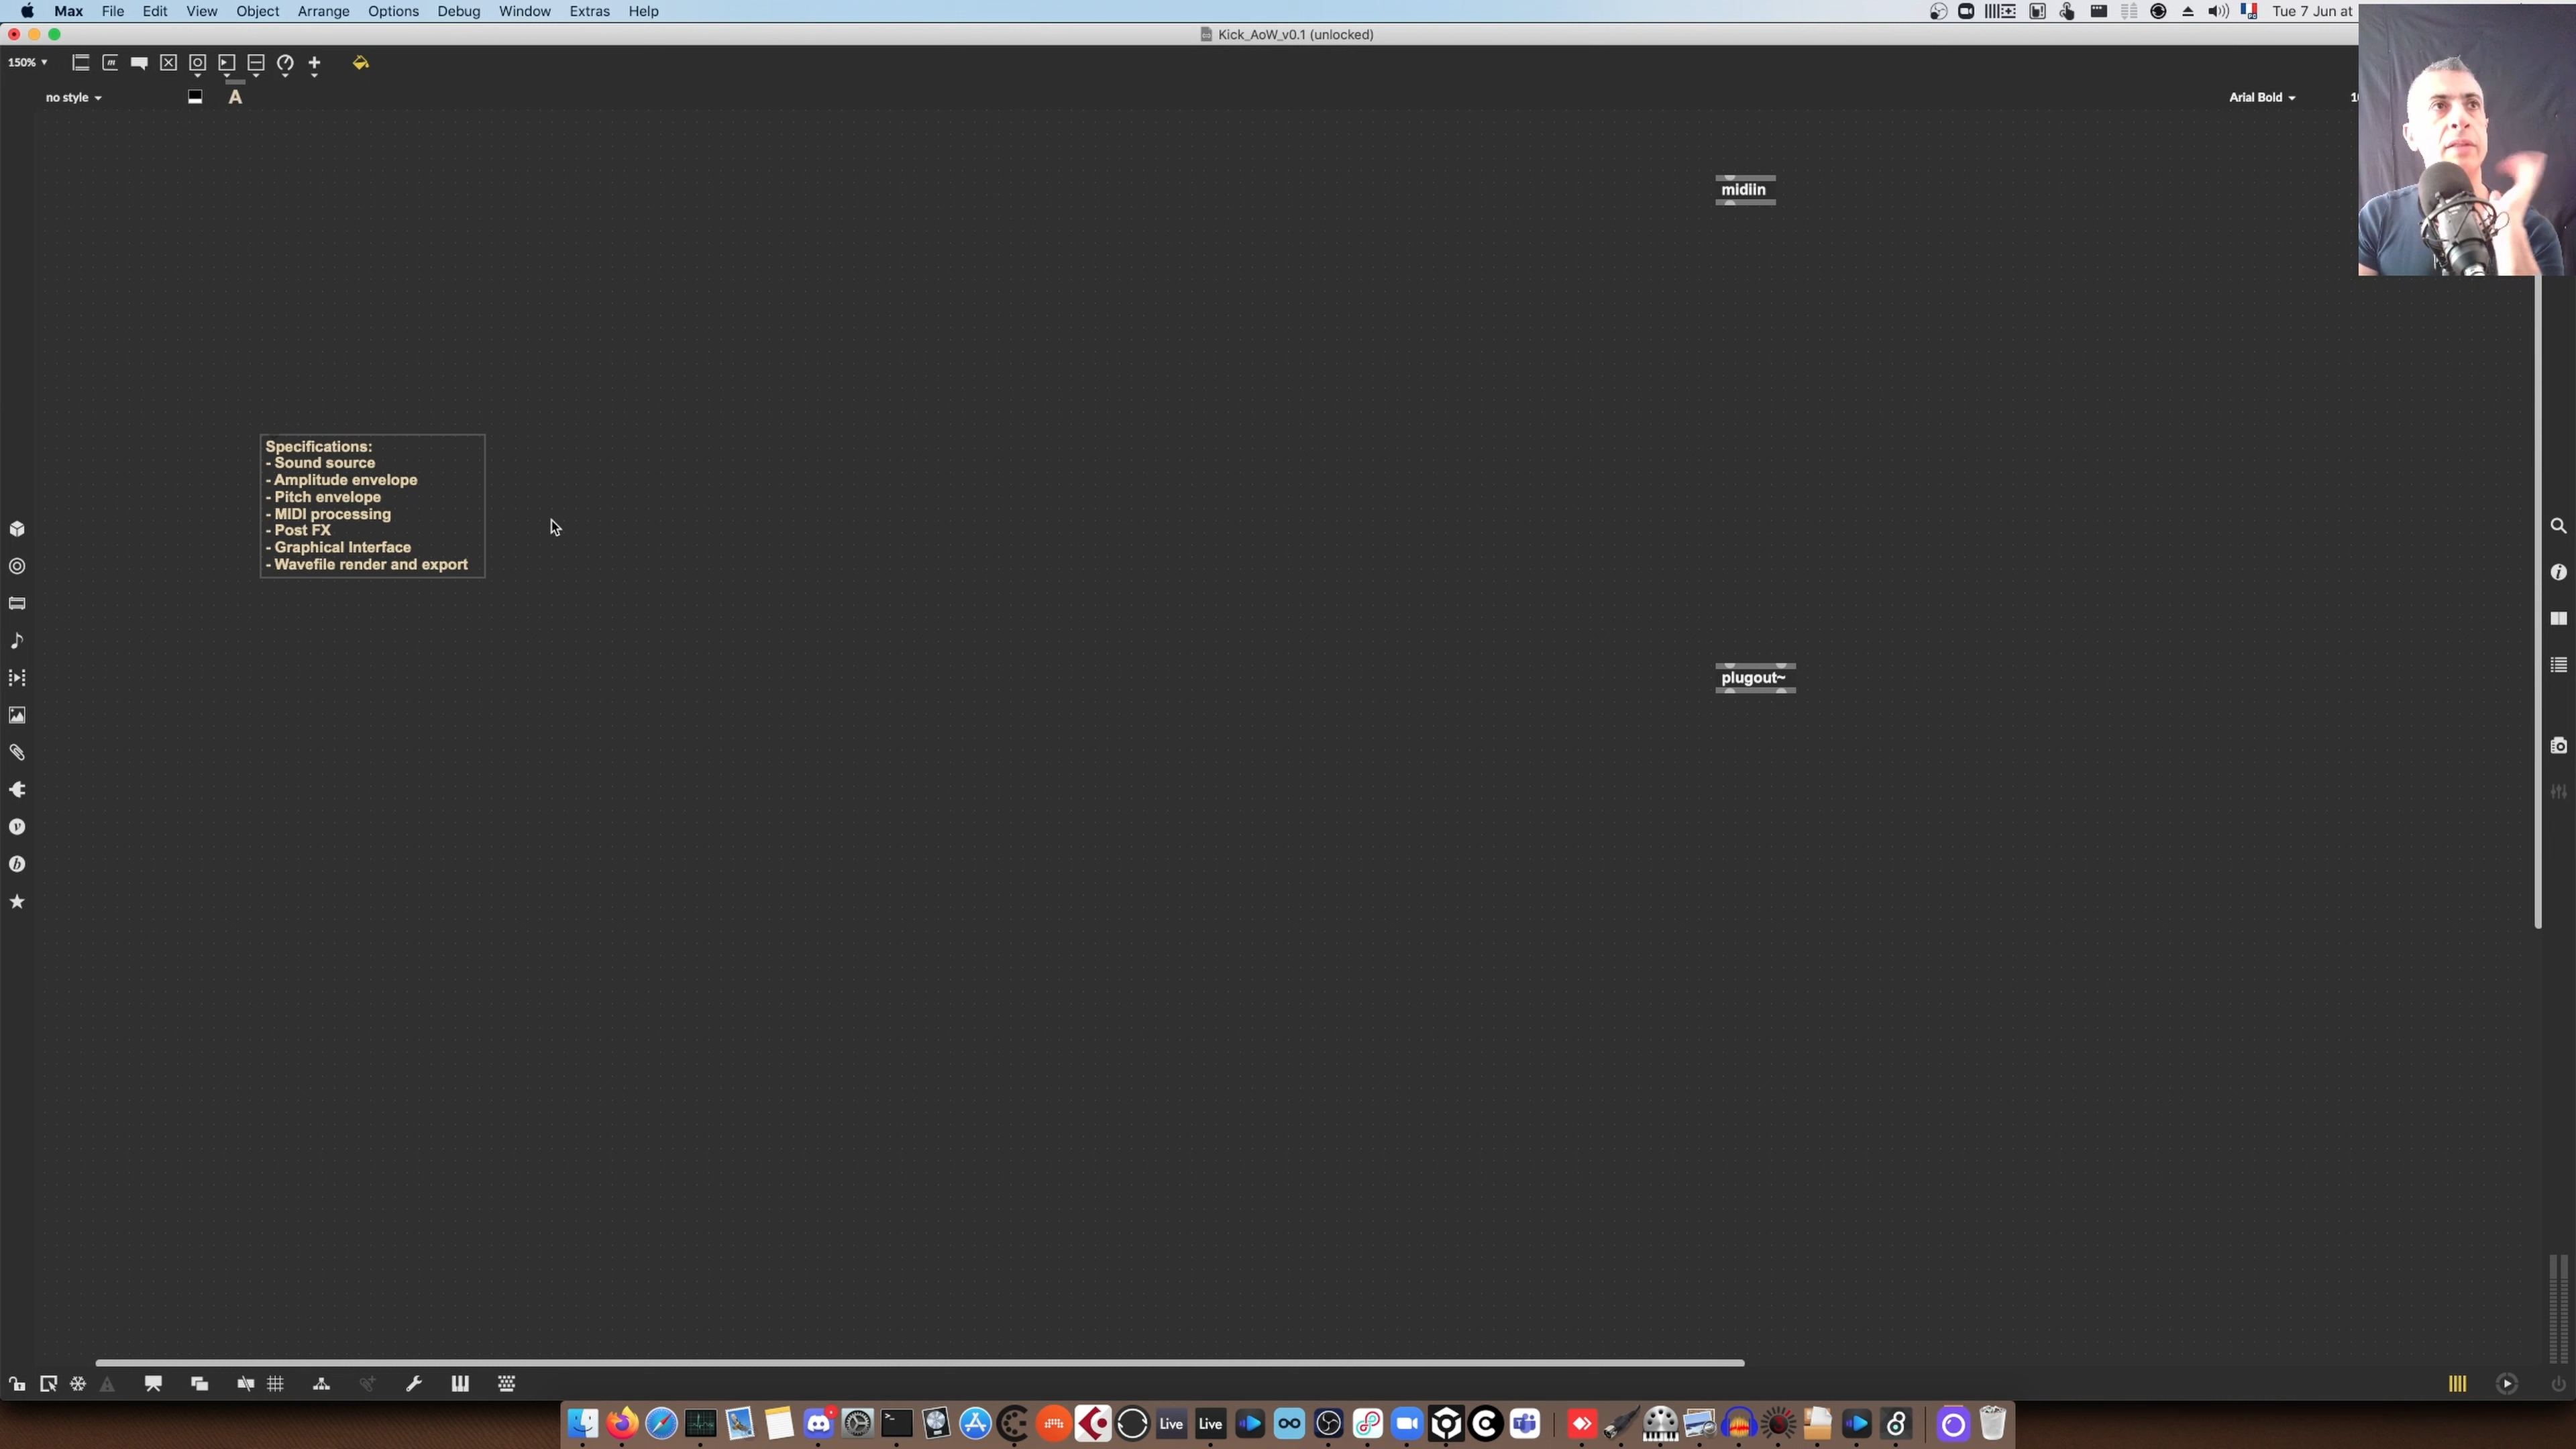 Max File Edit View Object Arrange Options Debug Window Extras Help
Tue 7 Jun at
Kick_AoW_v0.1 (unlocked)
150%
no style
A
Arial Bold
midiin
Specifications:
- Sound source
- Amplitude envelope
- Pitch envelope
- MIDI processing
- Post FX
- Graphical Interface
- Wavefile render and export
plugout~
Live
Live